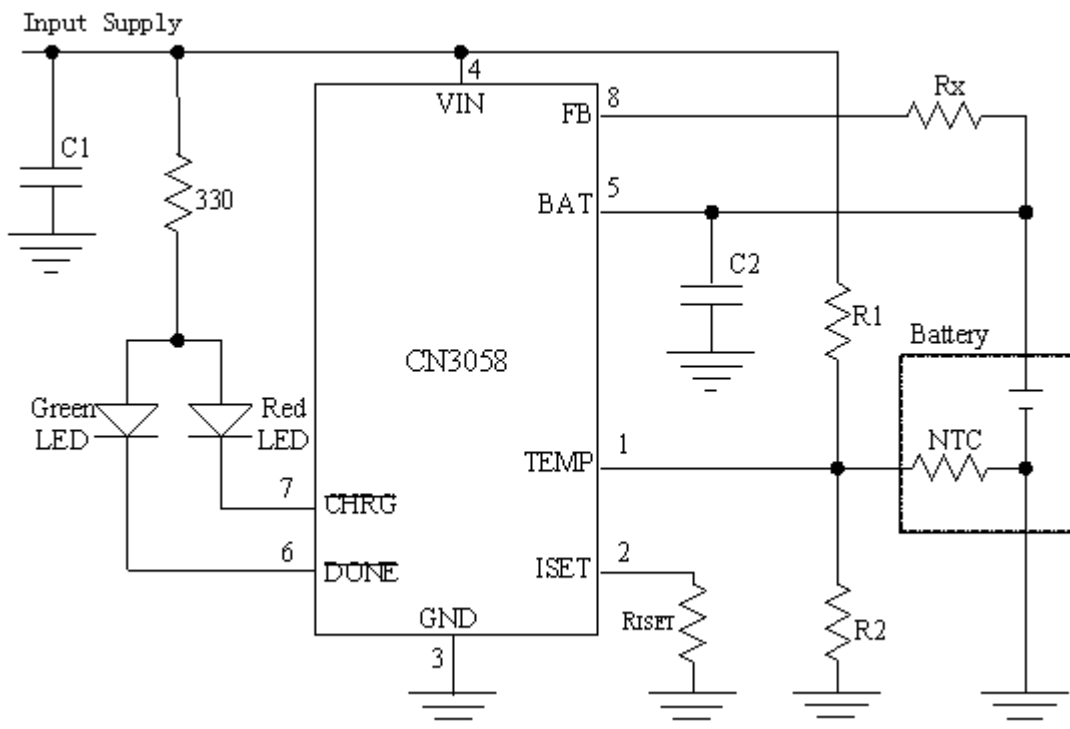 Input Supply
4
VIN
8
FB
Rx
C1
330
5
BAT
C2
R1
Battery
CN3058
Green
LED
Red
LED
NTC
1
TEMP
7
CHRG
6
DONE
2
ISET
RISET
R2
GND
3